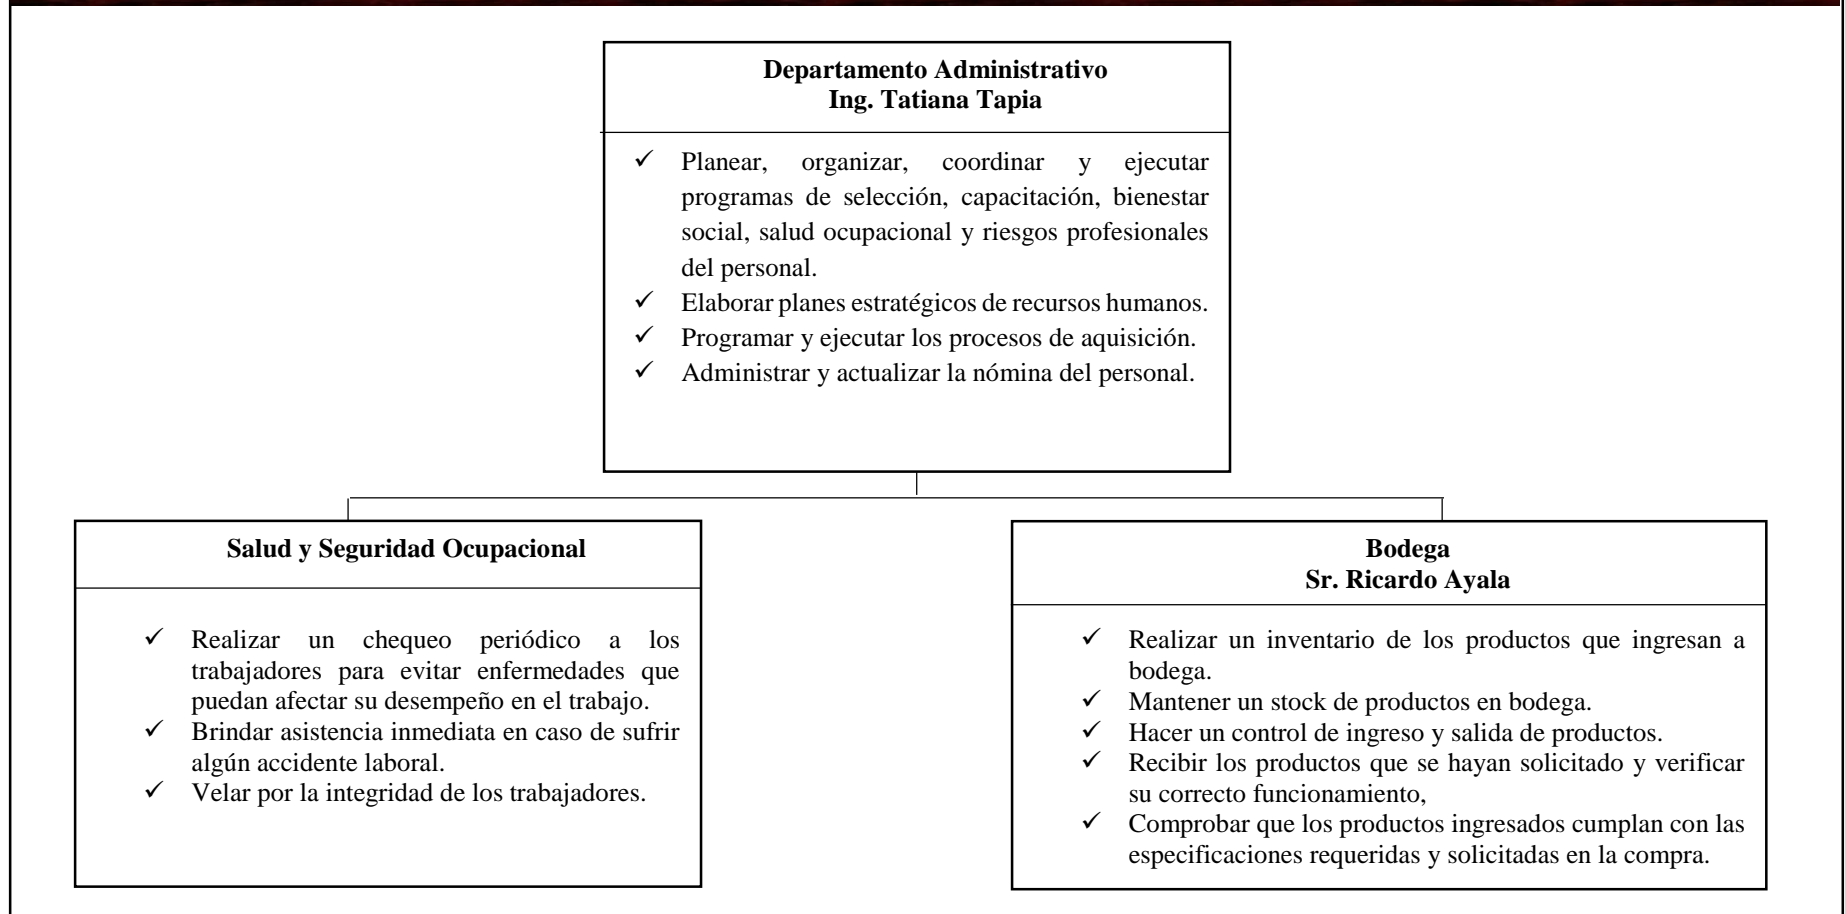 Departamento Administrativo
Ing. Tatiana Tapia
✓ Planear, organizar, coordinar y ejecutar
programas de selección, capacitación, bienestar
social, salud ocupacional y riesgos profesionales
del personal.
✓ Elaborar planes estratégicos de recursos humanos.
✓ Programar y ejecutar los procesos de aquisición.
✓ Administrar y actualizar la nómina del personal.
Salud y Seguridad Ocupacional
✓ Realizar un chequeo periódico a los
trabajadores para evitar enfermedades que
puedan afectar su desempeño en el trabajo.
✓ Brindar asistencia inmediata en caso de sufrir
algún accidente laboral.
✓ Velar por la integridad de los trabajadores.
Bodega
Sr. Ricardo Ayala
✓ Realizar un inventario de los productos que ingresan a
bodega.
✓ Mantener un stock de productos en bodega.
✓ Hacer un control de ingreso y salida de productos.
✓ Recibir los productos que se hayan solicitado y verificar
su correcto funcionamiento,
✓ Comprobar que los productos ingresados cumplan con las
especificaciones requeridas y solicitadas en la compra.